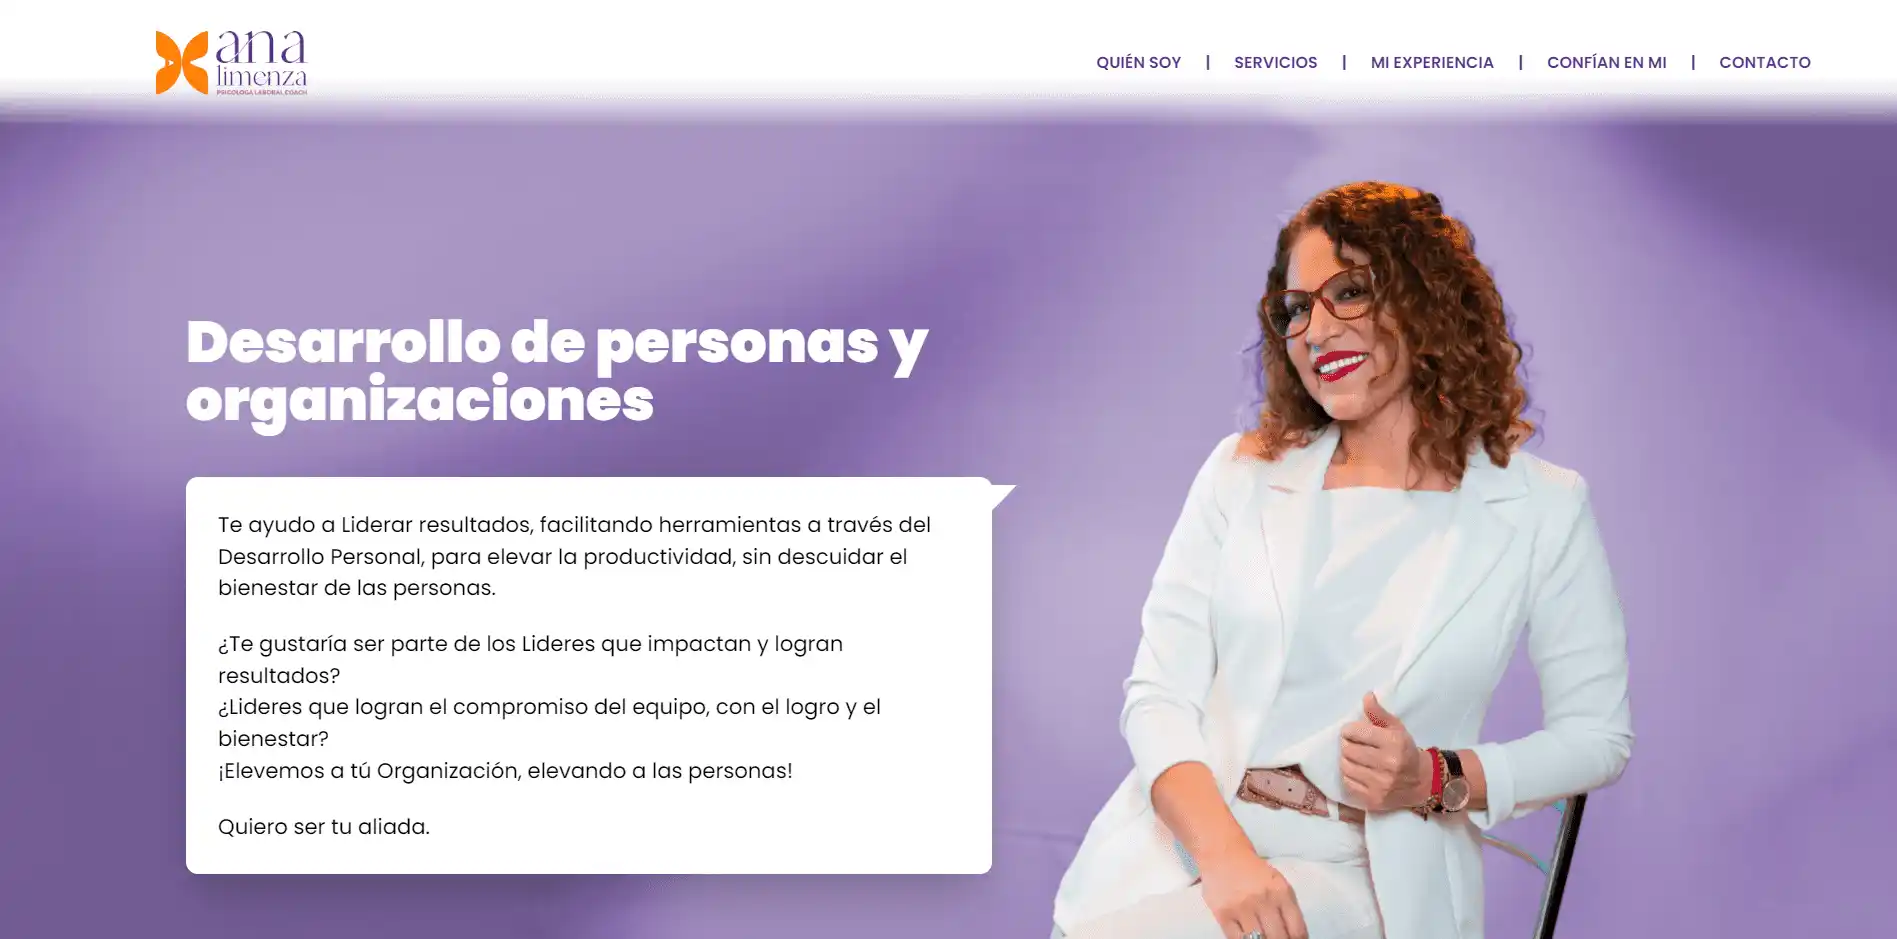 ana
limenza
PSICÓLOGA LABORAL COACH
QUIÉN SOY | SERVICIOS | MI EXPERIENCIA | CONFÍAN EN MI | CONTACTO
Desarrollo de personas y
organizaciones
Te ayudo a Liderar resultados, facilitando herramientas a través del
Desarrollo Personal, para elevar la productividad, sin descuidar el
bienestar de las personas.
¿Te gustaría ser parte de los Lideres que impactan y logran
resultados?
¿Lideres que logran el compromiso del equipo, con el logro y el
bienestar?
¡Elevemos a tú Organización, elevando a las personas!
Quiero ser tu aliada.